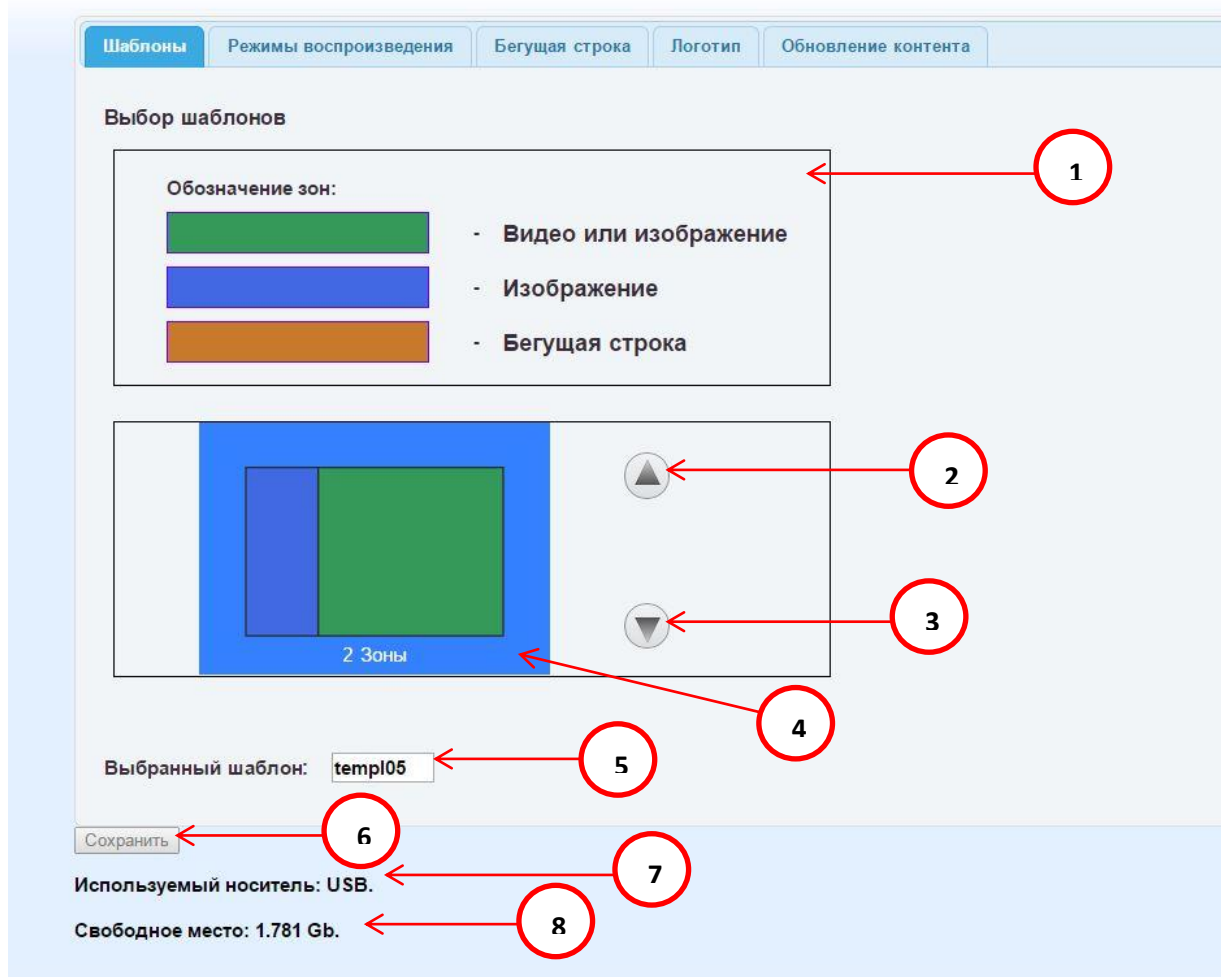 Шаблоны Режимы воспроизведения Бегущая строка Логотип Обновление контента
Выбор шаблонов
1
Обозначение зон:
- Видео или изображение
- Изображение
- Бегущая строка
2
3
2 Зоны
4
5
Выбранный шаблон: templ05
6
Сохранить
7
Используемый носитель: USB.
8
Свободное место: 1.781 Gb.